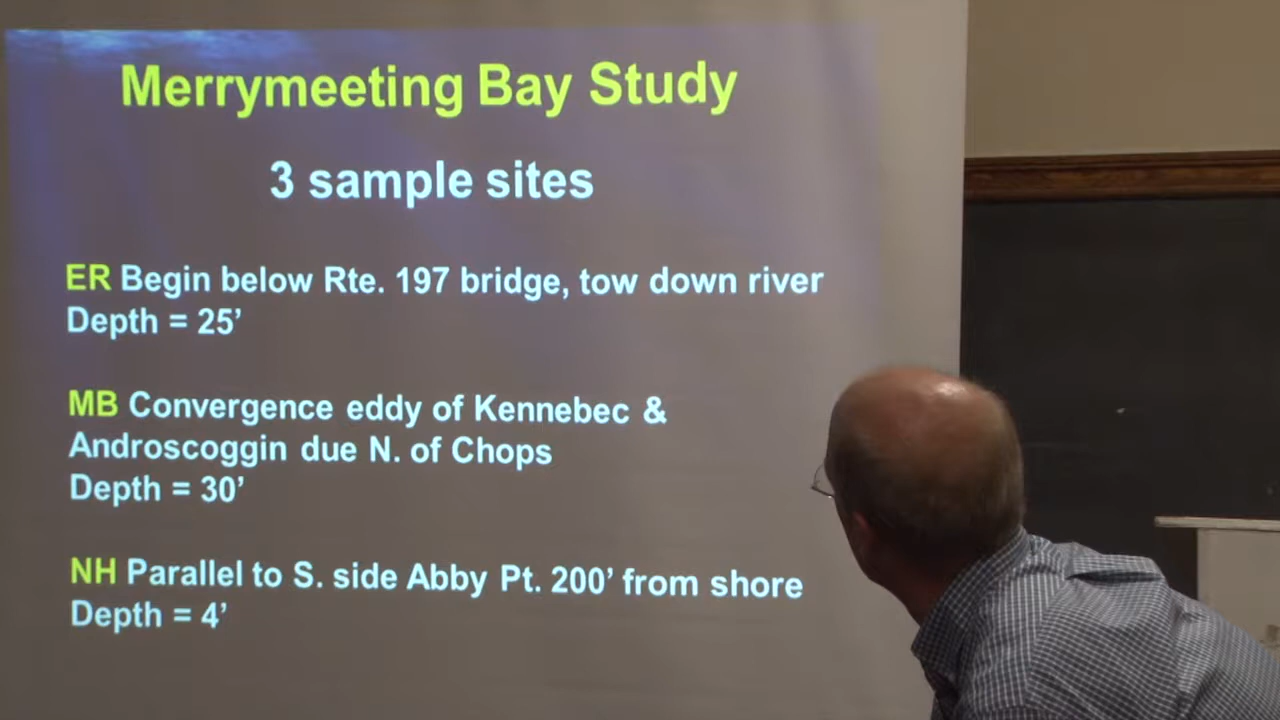 Merrymeeting Bay Study
3 sample sites
ER Begin below Rte. 197 bridge, tow down river
Depth = 25’
MB Convergence eddy of Kennebec &
Androscoggin due N. of Chops
Depth = 30’
NH Parallel to S. side Abby Pt. 200’ from shore
Depth = 4’